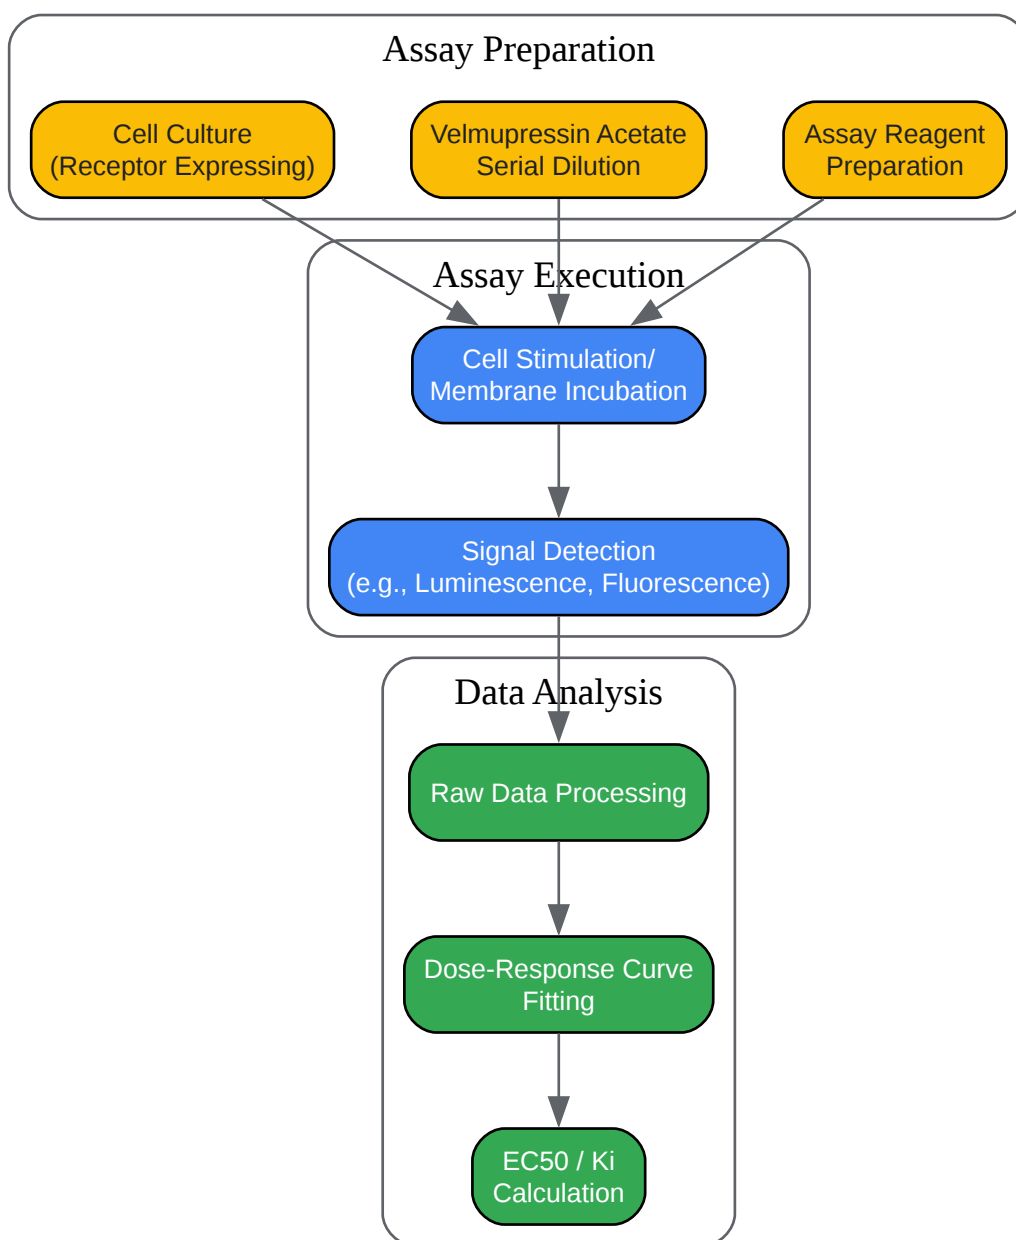 Assay Preparation
Cell Culture
(Receptor Expressing)
Velmupressin Acetate
Serial Dilution
Assay Reagent
Preparation
Assay Execution
Cell Stimulation/
Membrane Incubation
Signal Detection
(e.g., Luminescence, Fluorescence)
Data Analysis
Raw Data Processing
Dose-Response Curve
Fitting
EC50 / Ki
Calculation